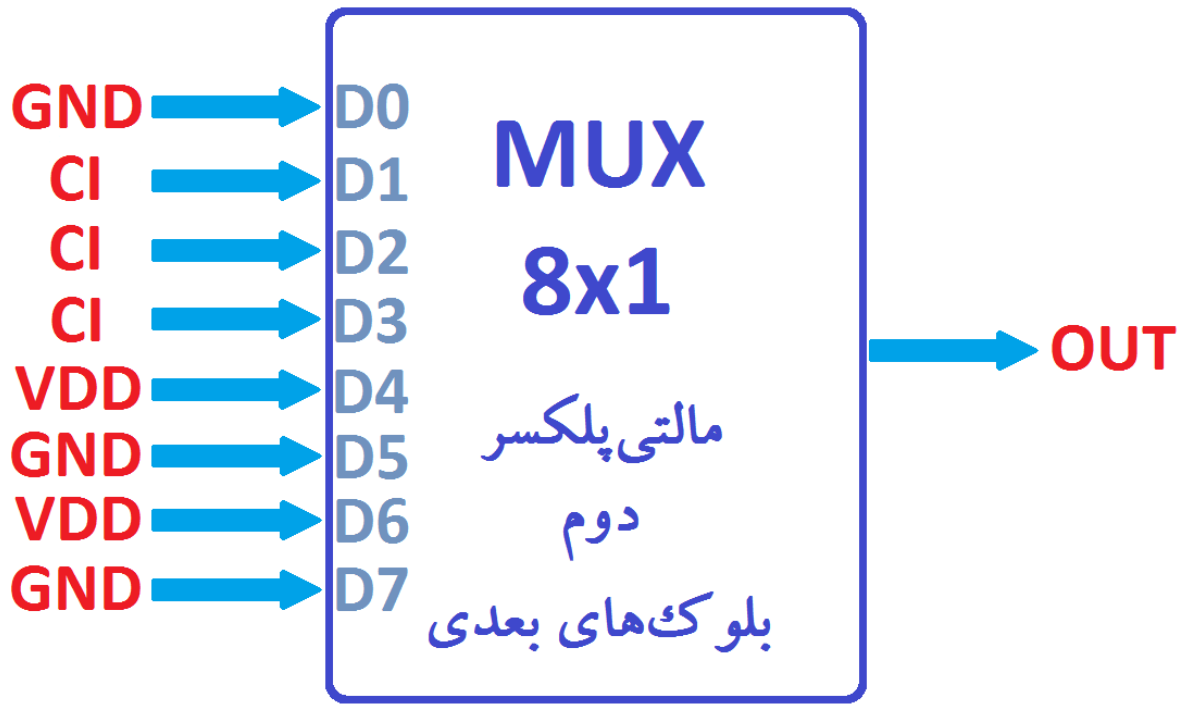 GND D0
CI D1
CI D2
CI D3
VDD D4
GND D5
VDD D6
GND D7
MUX
8x1
مالتی‌پلکسر
دوم
بلوک‌های بعدی
OUT